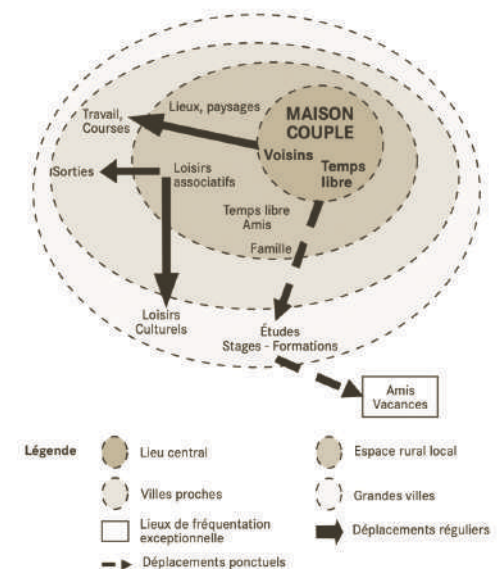 MAISON
COUPLE
Lieux, paysages
Travail,
Courses
Voisins
Temps
libre
Sorties
Loisirs
associatifs
Temps libre
Amis
Famille
Loisirs
Culturels
Études
Stages - Formations
Amis
Vacances
Légende
Lieu central
Espace rural local
Villes proches
Grandes villes
Lieux de fréquentation
exceptionnelle
Déplacements réguliers
Déplacements ponctuels